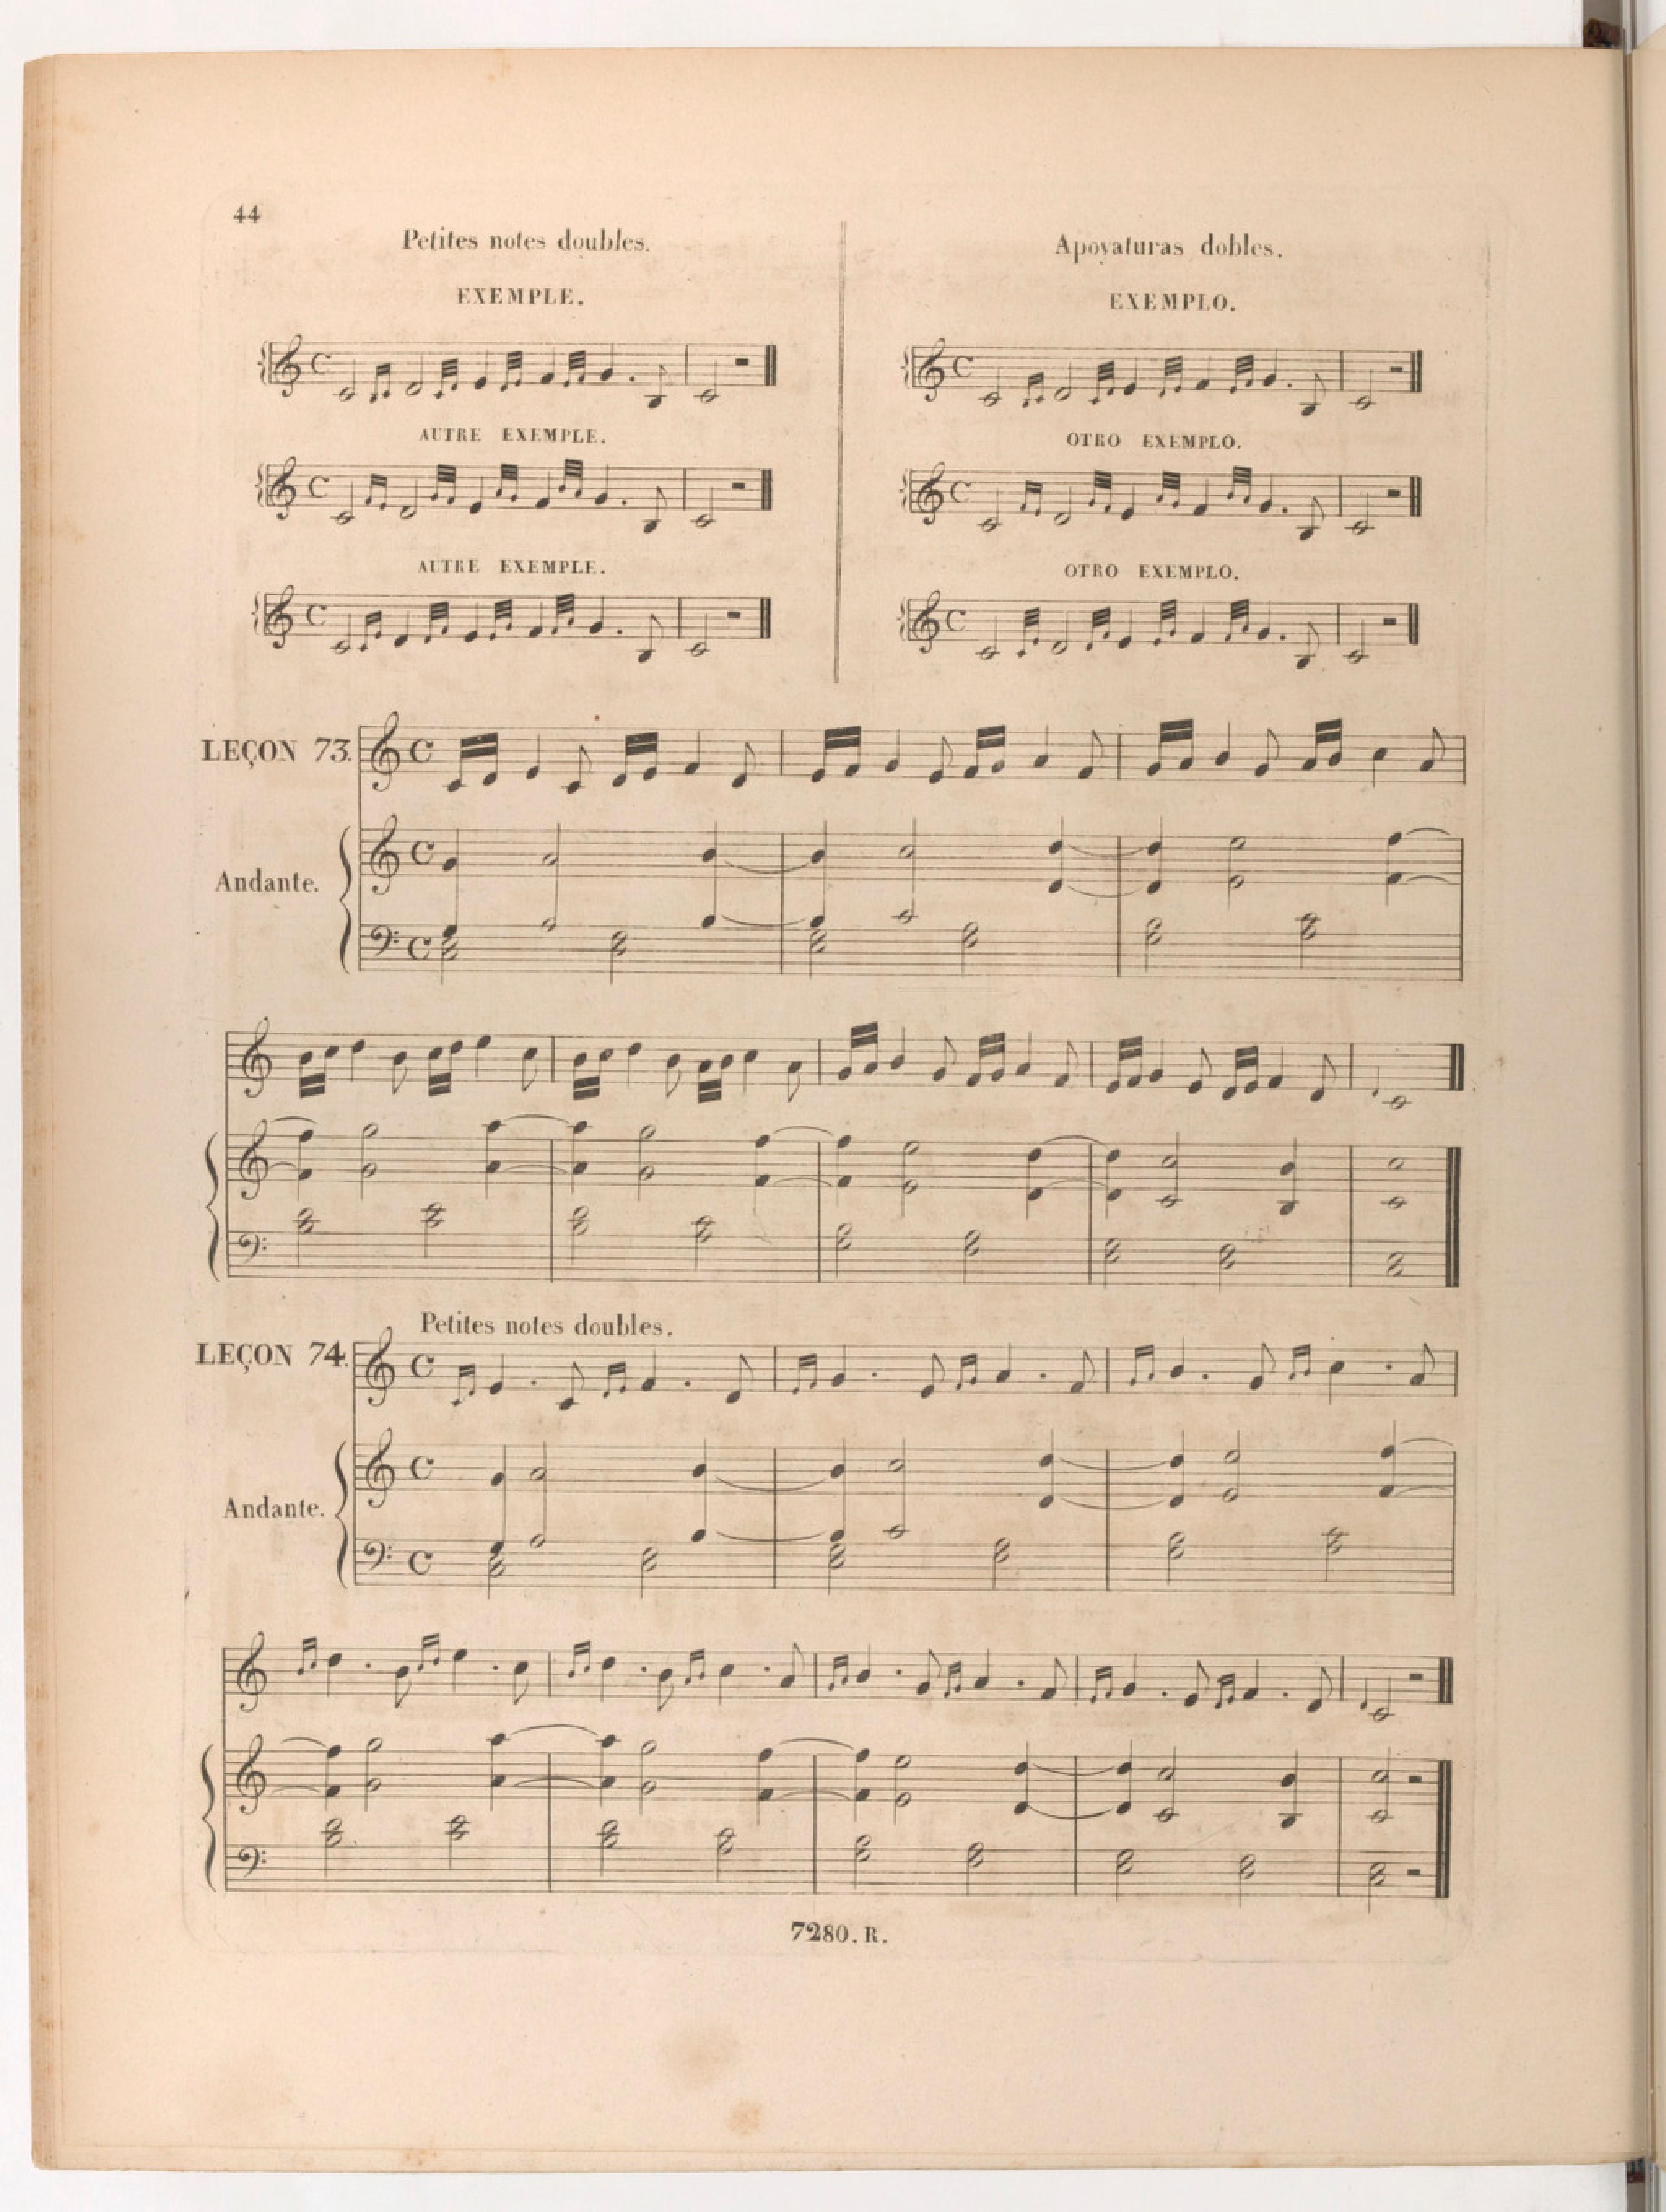 44
Petites notes doubles.
EXEMPLE.
AUTRE EXEMPLE.
AUTRE EXEMPLE.
Apoyaturas dobles.
EXEMPLO.
OTRO EXEMPLO.
OTRO EXEMPLO.
LEÇON 73.
Andante.
Petites notes doubles.
LEÇON 74.
Andante.
7280. R.